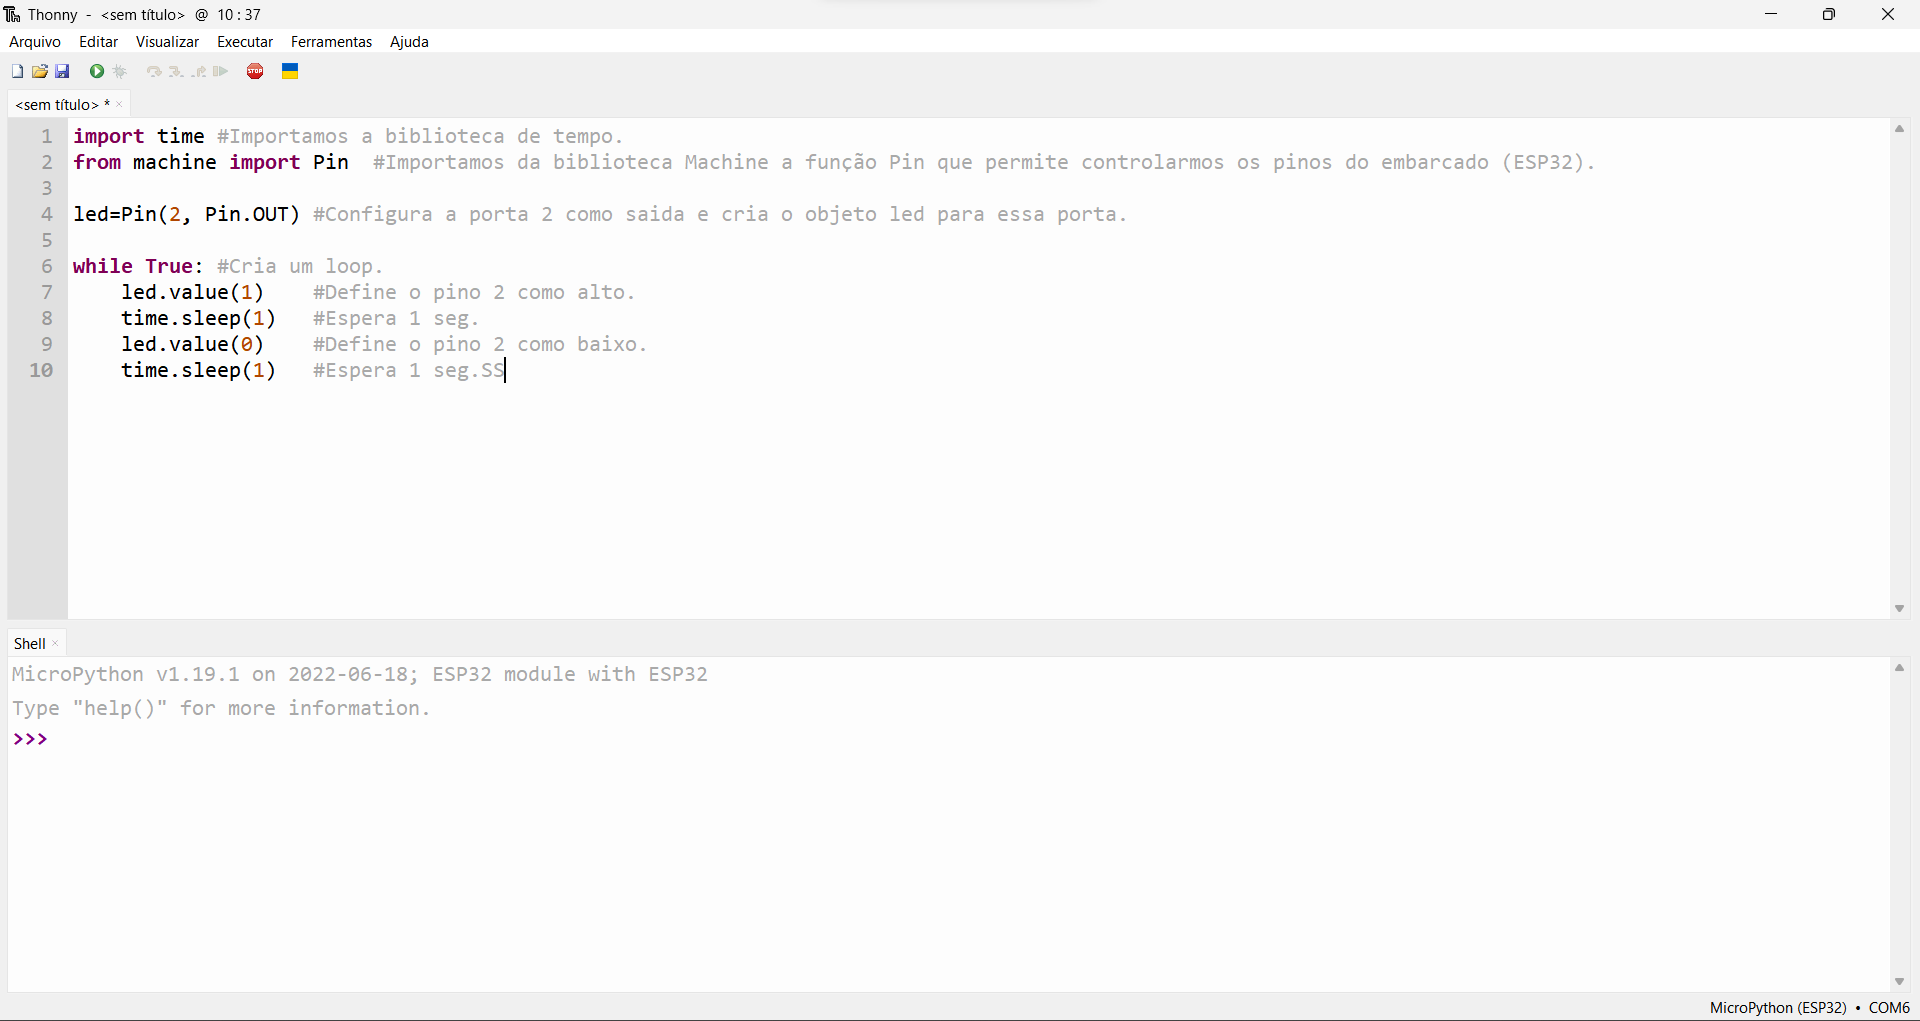 Thonny - <sem título> @ 10 : 37
Arquivo Editar Visualizar Executar Ferramentas Ajuda
STOP
<sem título> * ×
1 import time #Importamos a biblioteca de tempo.
2 from machine import Pin  #Importamos da biblioteca Machine a função Pin que permite controlarmos os pinos do embarcado (ESP32).
3
4 led=Pin(2, Pin.OUT) #Configura a porta 2 como saida e cria o objeto led para essa porta.
5
6 while True: #Cria um loop.
7     led.value(1)    #Define o pino 2 como alto.
8     time.sleep(1)   #Espera 1 seg.
9     led.value(0)    #Define o pino 2 como baixo.
10     time.sleep(1)   #Espera 1 seg.SS
Shell ×
MicroPython v1.19.1 on 2022-06-18; ESP32 module with ESP32
Type "help()" for more information.
>>>
MicroPython (ESP32) • COM6